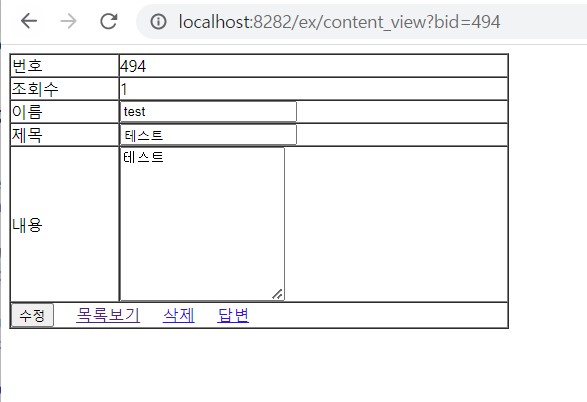 localhost:8282/ex/content_view?bid=494
번호 494
조회수 1
이름 test
제목 테스트
내용 테스트
수정 목록보기 삭제 답변